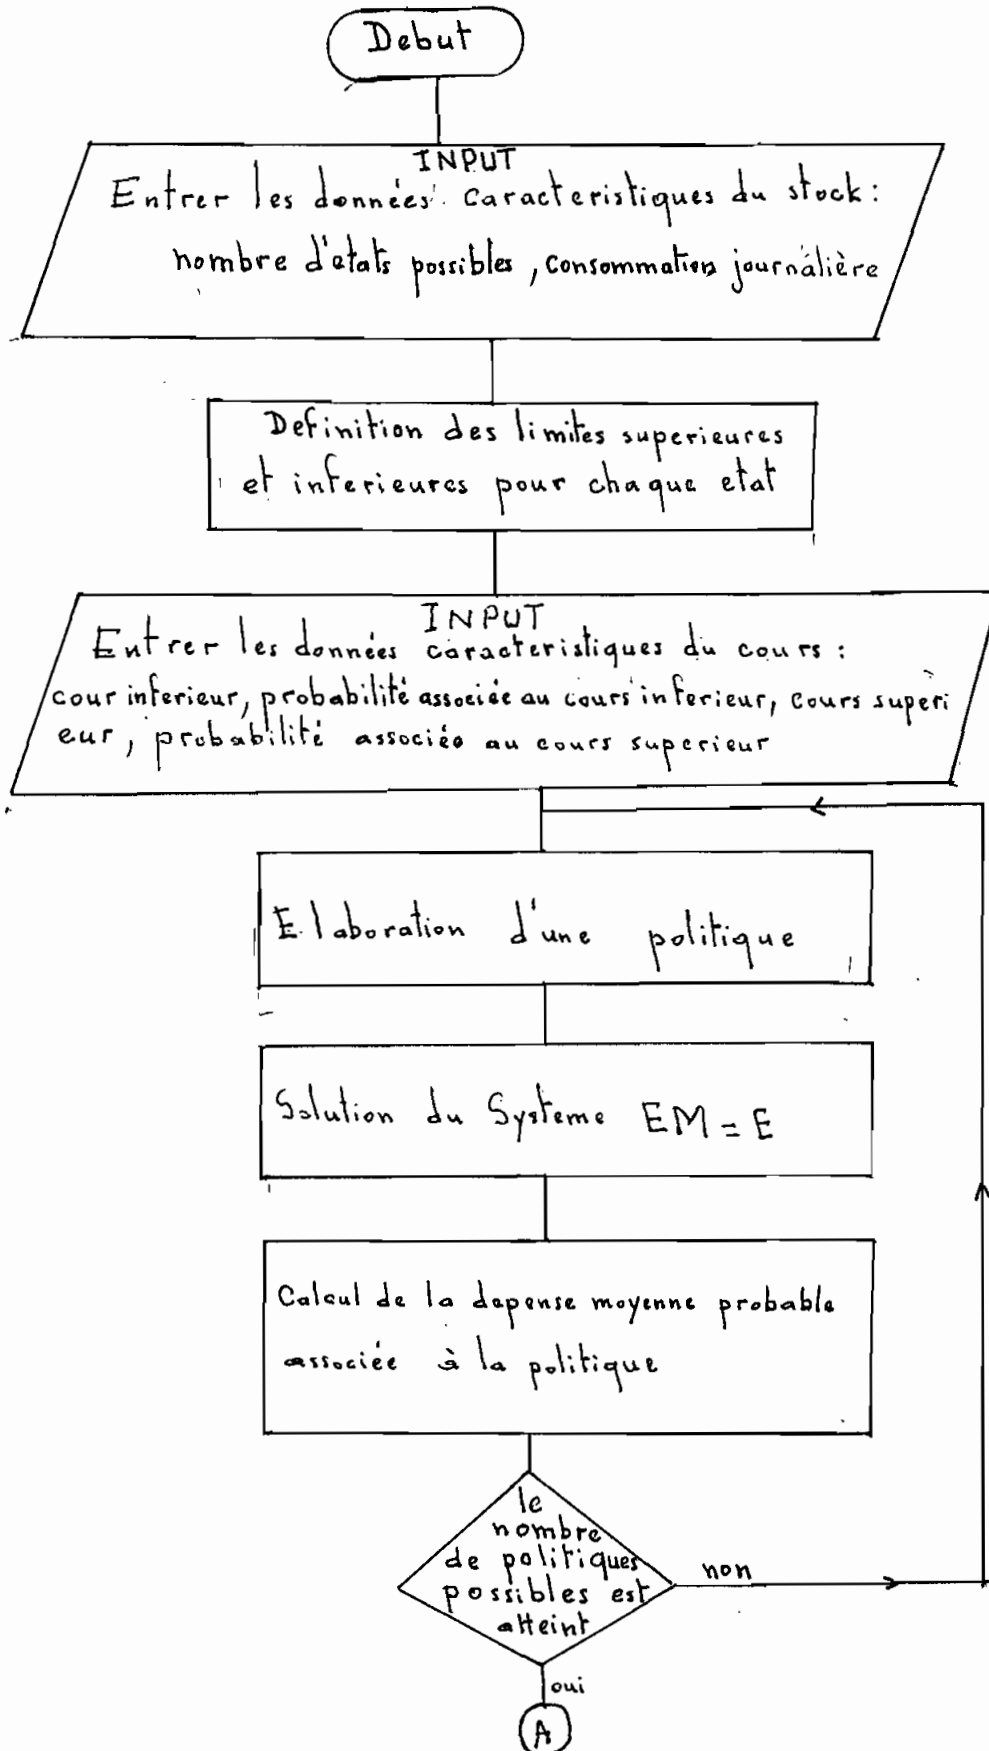 Debut
INPUT
Entrer les données caracteristiques du stock :
nombre d'etats possibles, consommation journálière
Definition des limites superieures
et inferieures pour chaque etat
INPUT
Entrer les données caracteristiques du cours :
cour inferieur, probabilité associée au cours inferieur, cours superi
eur, probabilité associée au cours superieur
Elaboration d'une politique
Solution du Systeme EM = E
Calcul de la depense moyenne probable
associée à la politique
le
nombre
de politiques
possibles est
atteint
non
oui
A